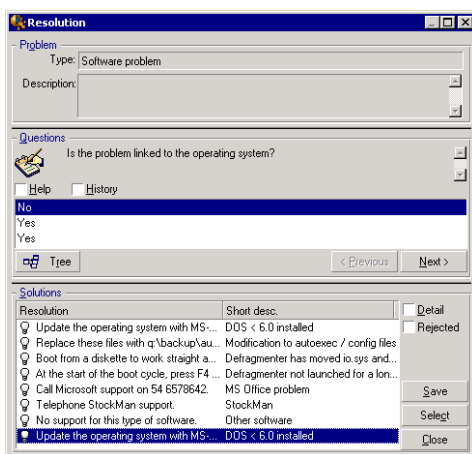 Resolution
Problem
Type: Software problem
Description:
Questions
Is the problem linked to the operating system?
Help History
No
Yes
Yes
Tree < Previous Next >
Solutions
Resolution Short desc.
Detail
Update the operating system with MS-... DOS < 6.0 installed
Rejected
Replace these files with q:\backup\au... Modification to autoexec / config files
Boot from a diskette to work straight a... Defragmenter has moved io.sys and...
At the start of the boot cycle, press F4 ... Defragmenter not launched for a lon...
Call Microsoft support on 54 6578642. MS Office problem
Save
Telephone StockMan support. StockMan
No support for this type of software. Other software
Select
Update the operating system with MS-... DOS < 6.0 installed
Close